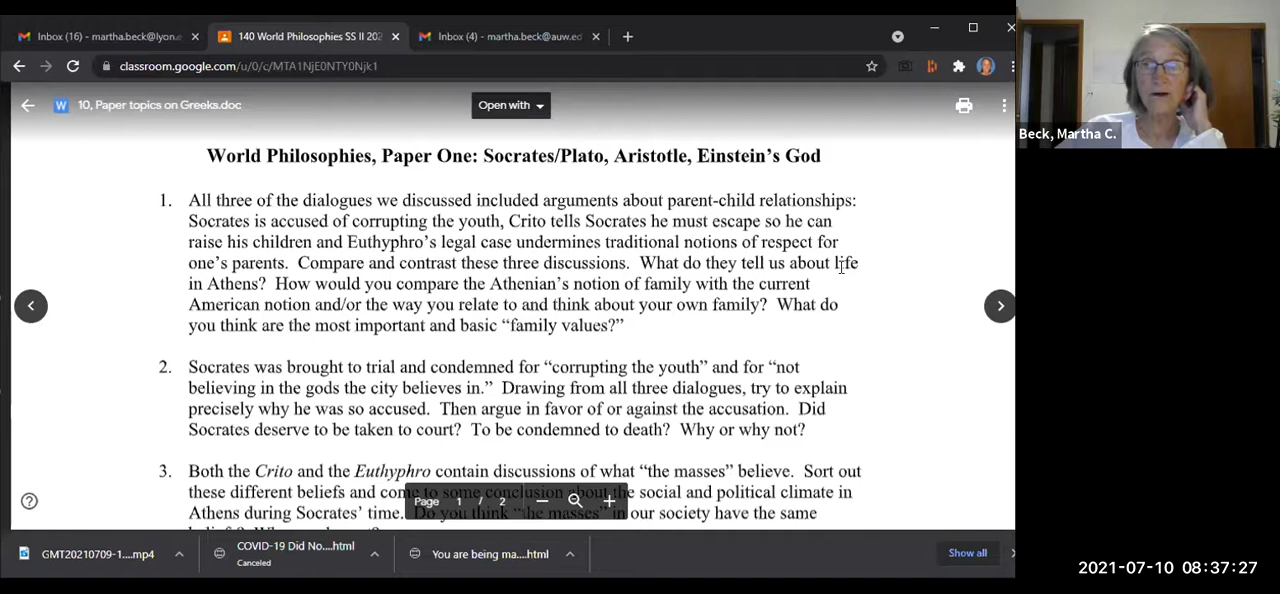 Inbox (16) - martha.beck@lyon.e
140 World Philosophies SS II 202
Inbox (4) - martha.beck@auw.ed
classroom.google.com/u/0/c/MTA1NjE0NTY0Njk1
W 10, Paper topics on Greeks.doc
Open with
Beck, Martha C.
World Philosophies, Paper One: Socrates/Plato, Aristotle, Einstein's God
1. All three of the dialogues we discussed included arguments about parent-child relationships:
Socrates is accused of corrupting the youth, Crito tells Socrates he must escape so he can
raise his children and Euthyphro's legal case undermines traditional notions of respect for
one's parents. Compare and contrast these three discussions. What do they tell us about life
in Athens? How would you compare the Athenian's notion of family with the current
American notion and/or the way you relate to and think about your own family? What do
you think are the most important and basic “family values?”
2. Socrates was brought to trial and condemned for “corrupting the youth” and for “not
believing in the gods the city believes in.” Drawing from all three dialogues, try to explain
precisely why he was so accused. Then argue in favor of or against the accusation. Did
Socrates deserve to be taken to court? To be condemned to death? Why or why not?
3. Both the Crito and the Euthyphro contain discussions of what “the masses” believe. Sort out
these different beliefs and come to some conclusion about the social and political climate in
Athens during Socrates' time. Do you think “the masses” in our society have the same
Page 1 / 2
GMT20210709-1....mp4
COVID-19 Did No....html
Canceled
You are being ma....html
Show all
2021-07-10 08:37:27